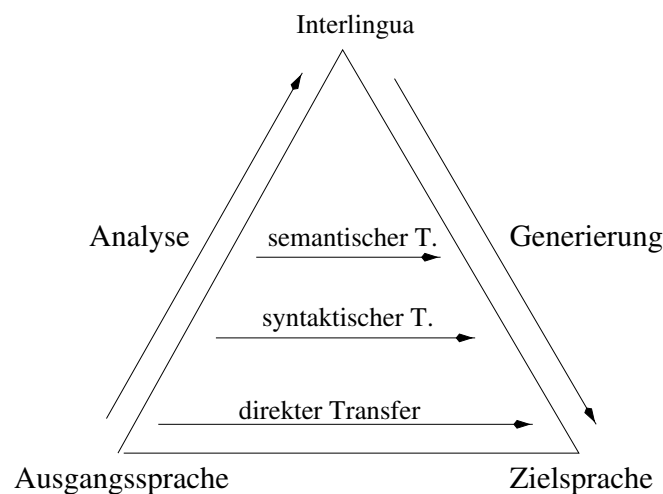 Interlingua
Analyse
semantischer T.
Generierung
syntaktischer T.
direkter Transfer
Ausgangssprache
Zielsprache